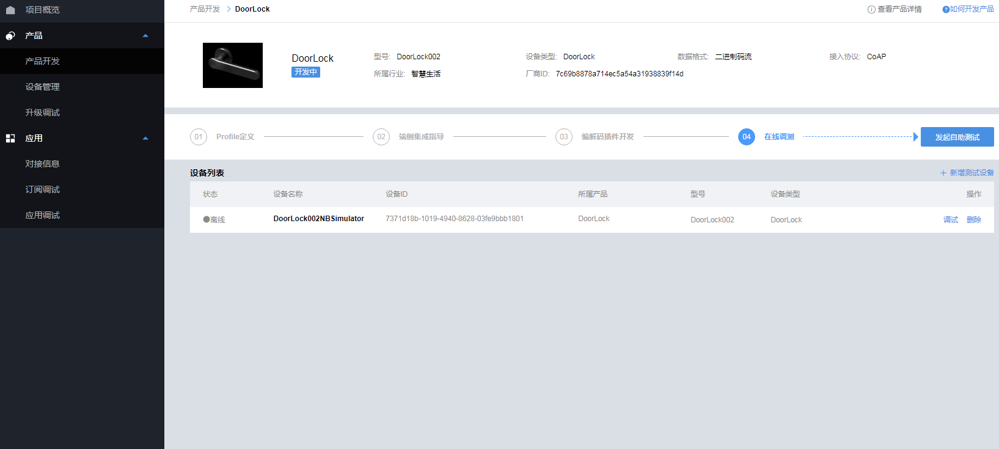 项目概览
产品
产品开发
设备管理
升级调试
应用
对接信息
订阅调试
应用调试
产品开发 > DoorLock
查看产品详情
如何开发产品
DoorLock
开发中
型号: DoorLock002
设备类型: DoorLock
数据格式: 二进制码流
接入协议: CoAP
所属行业: 智慧生活
厂商ID: 7c69b8878a714ec5a54a31938839f14d
01 Profile定义
02 端侧集成指导
03 编解码插件开发
04 在线调测
发起自助测试
设备列表
+ 新增测试设备
状态 设备名称 设备ID 所属产品 型号 设备类型 操作
离线 DoorLock002NBSimulator 7371d18b-1019-4940-8628-03fe9bbb1801 DoorLock DoorLock002 DoorLock 调试 删除